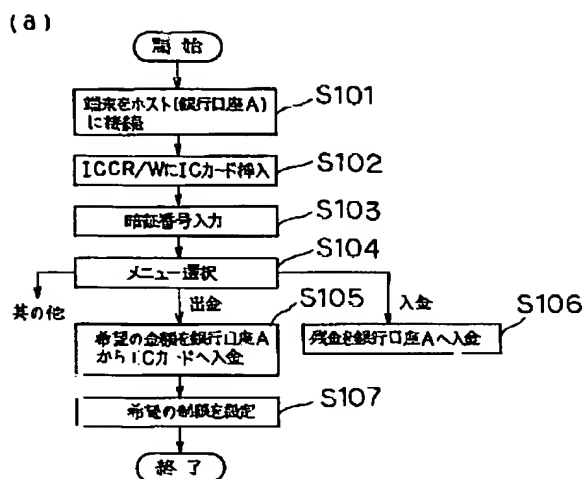 (a)
開始
端末をホスト(銀行口座A)
に接続
S101
ICCR/WにICカード挿入
S102
暗証番号入力
S103
メニュー選択
S104
其の他
出金
入金
希望の金額を銀行口座A
からICカードへ入金
S105
残金を銀行口座Aへ入金
S106
希望の制限を設定
S107
終了